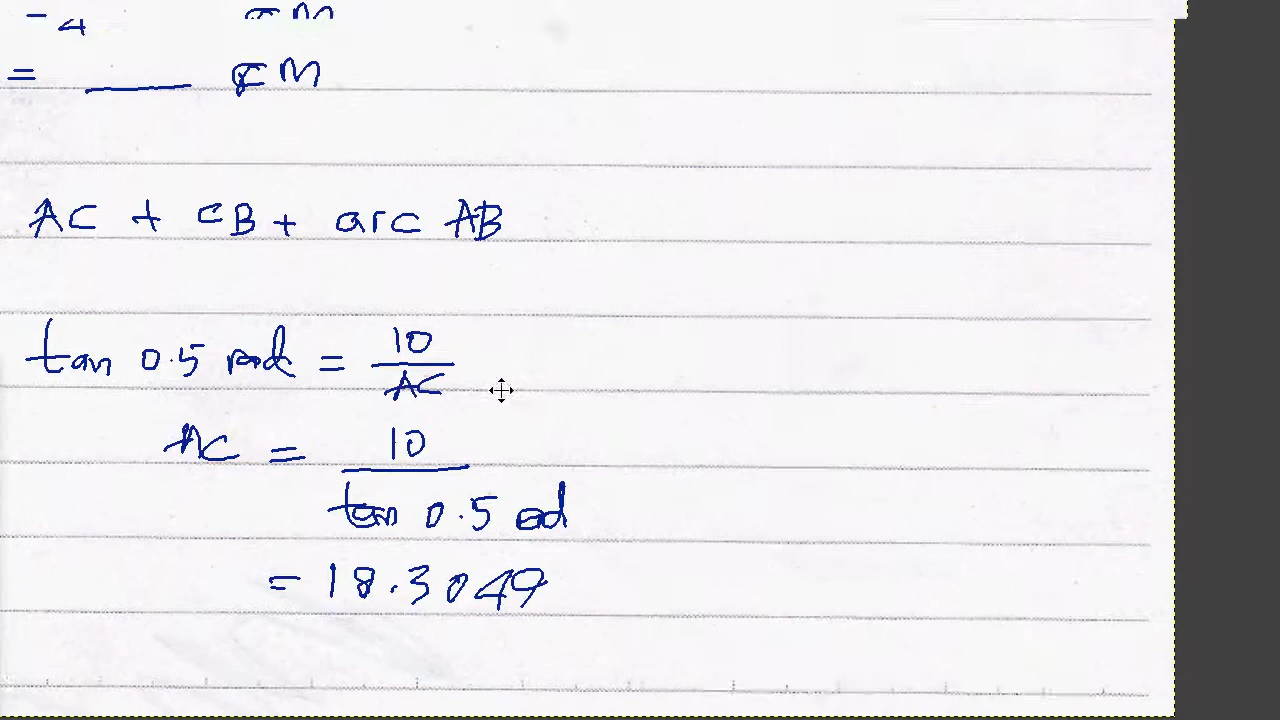 = ____ cm
AC + CB + arc AB
tan 0.5 rad = 10/AC
AC = 10/tan 0.5 rad
= 18.3049